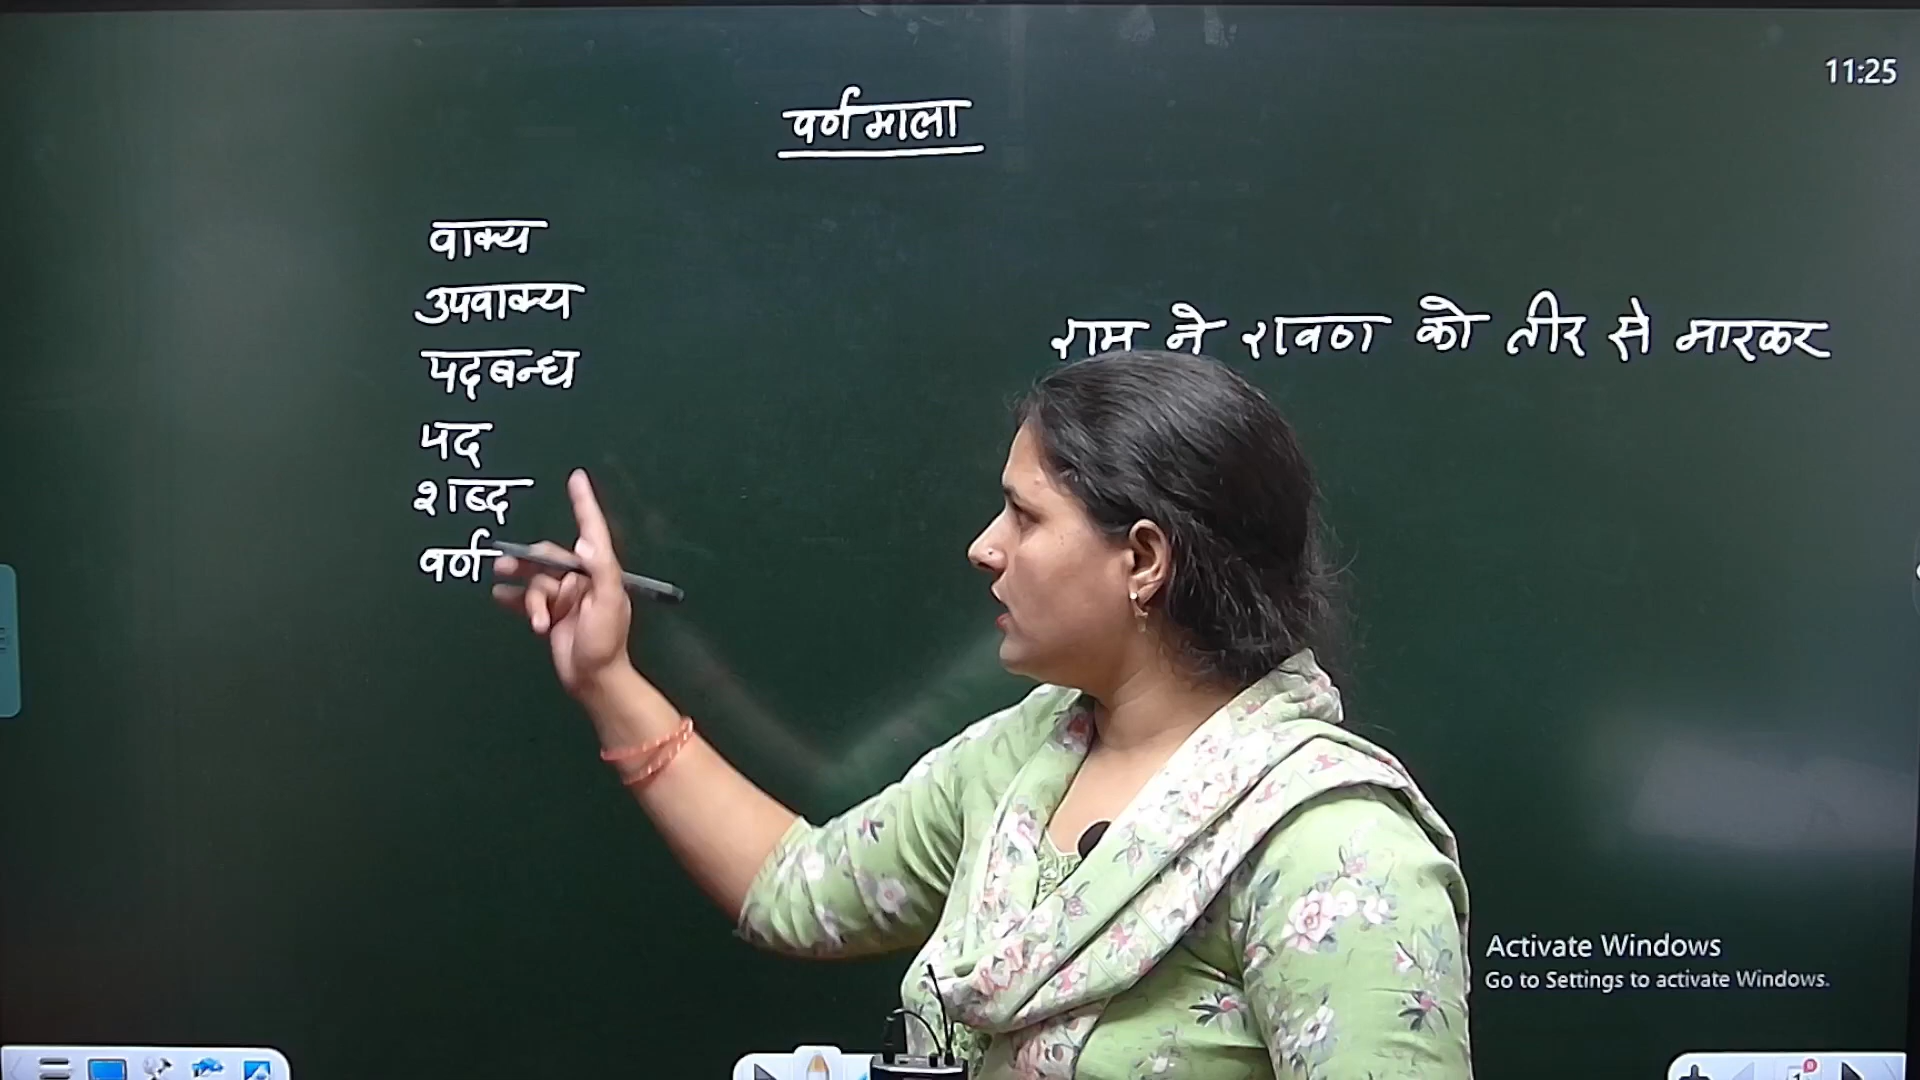 11:25
वर्णमाला
वाक्य
उपवाक्य
पदबन्ध
पद
शब्द
वर्ण
राम ने रावण को तीर से मारकर
Activate Windows
Go to Settings to activate Windows.